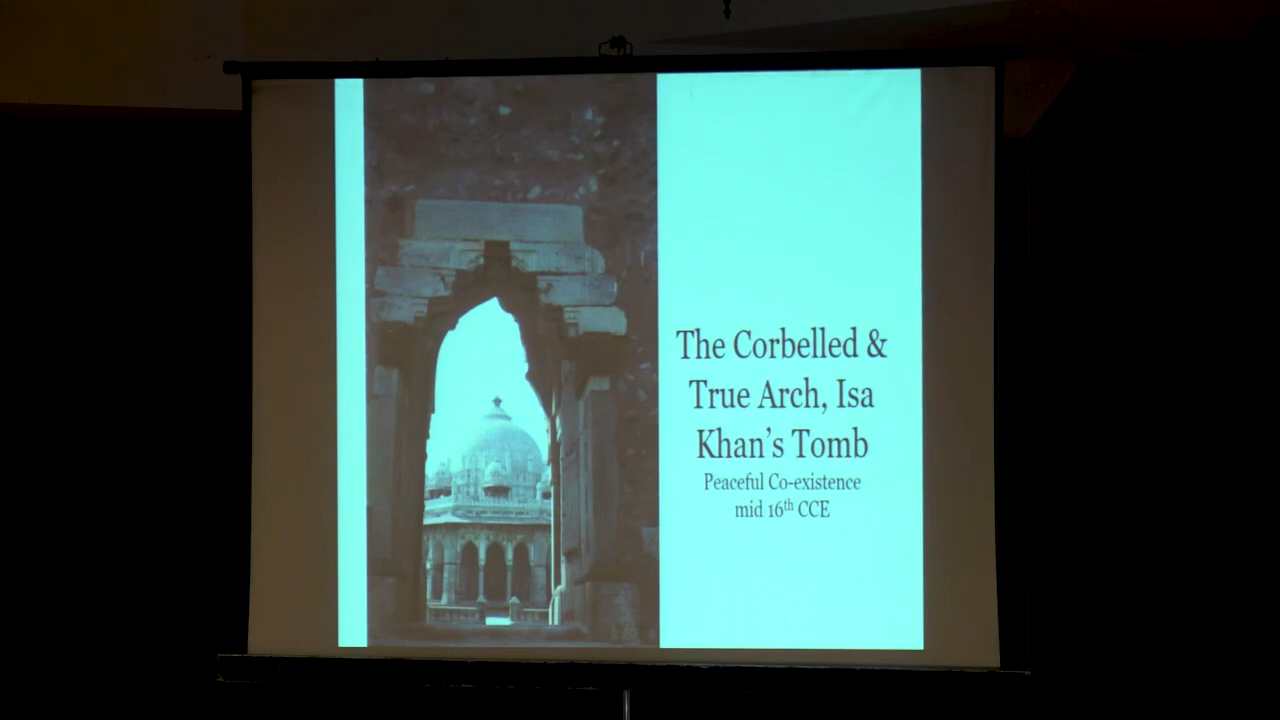 The Corbelled &
True Arch, Isa
Khan's Tomb
Peaceful Co-existence
mid 16th CCE